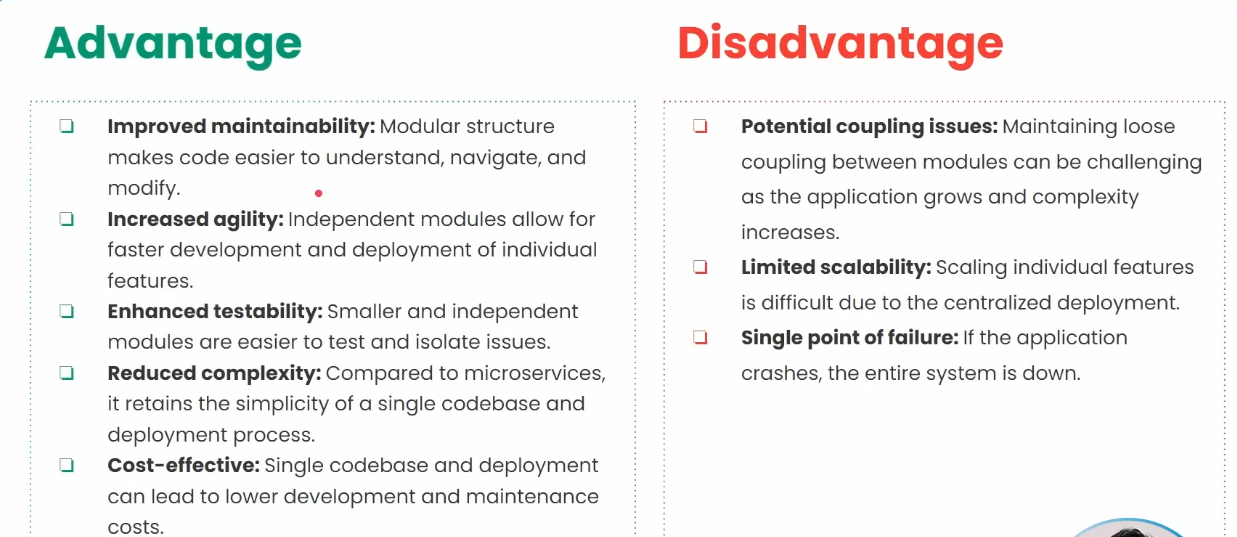 Advantage
Improved maintainability: Modular structure
makes code easier to understand, navigate, and
modify.
Increased agility: Independent modules allow for
faster development and deployment of individual
features.
Enhanced testability: Smaller and independent
modules are easier to test and isolate issues.
Reduced complexity: Compared to microservices,
it retains the simplicity of a single codebase and
deployment process.
Cost-effective: Single codebase and deployment
can lead to lower development and maintenance
costs.
Disadvantage
Potential coupling issues: Maintaining loose
coupling between modules can be challenging
as the application grows and complexity
increases.
Limited scalability: Scaling individual features
is difficult due to the centralized deployment.
Single point of failure: If the application
crashes, the entire system is down.